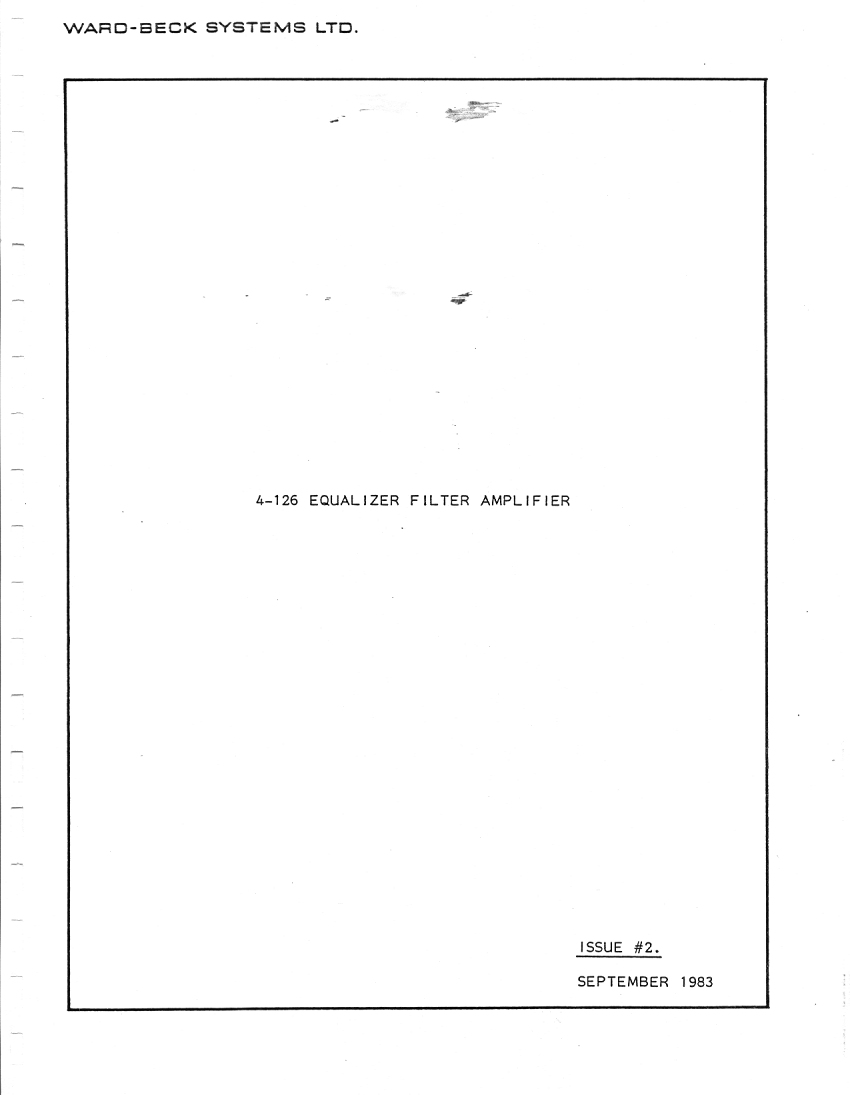 WARD-BECK SYSTEMS LTD.
4-126 EQUALIZER FILTER AMPLIFIER
ISSUE #2.
SEPTEMBER 1983